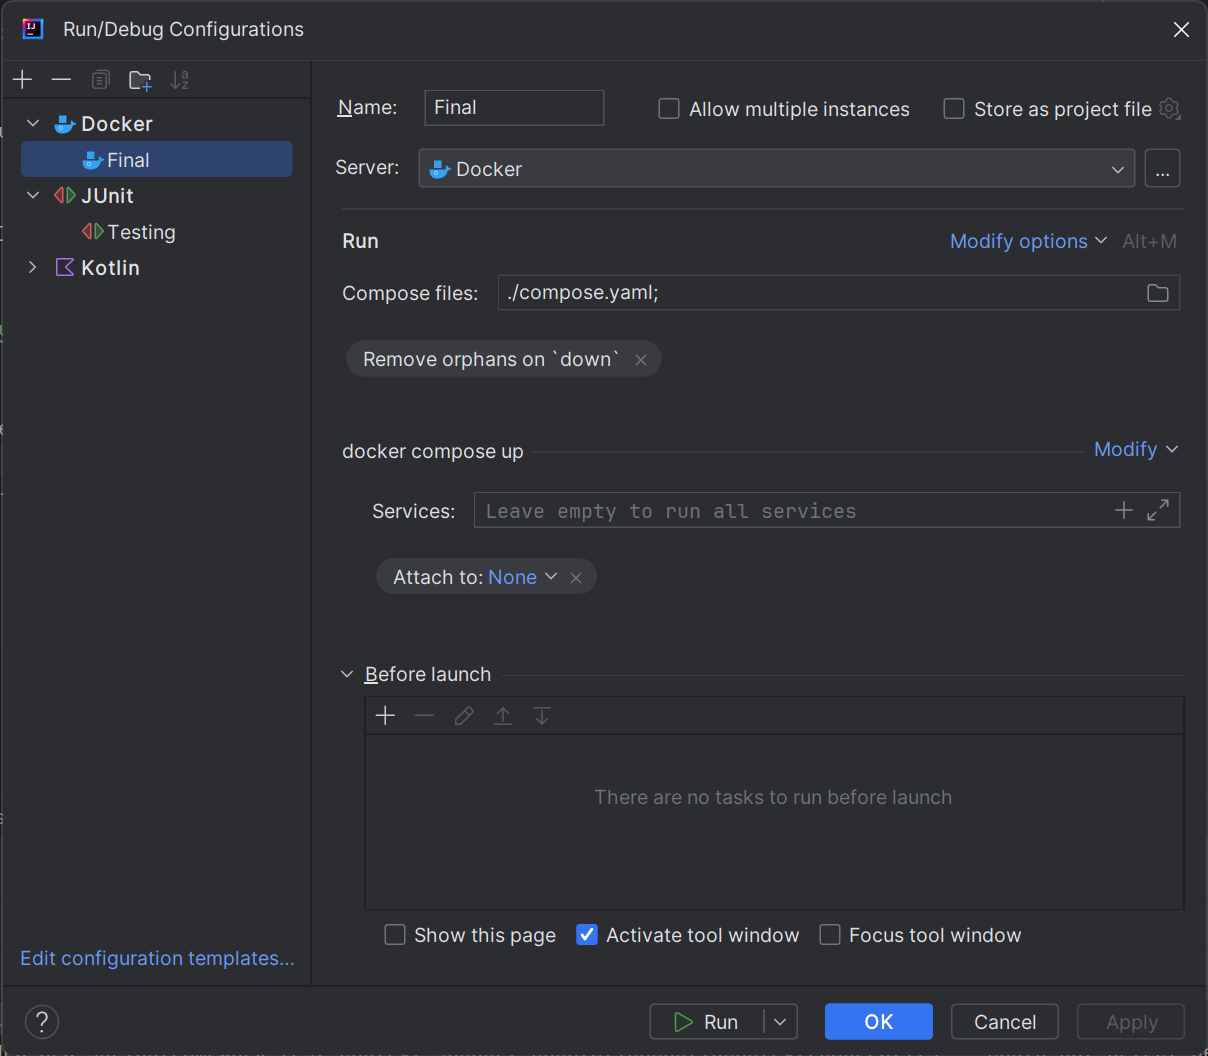 Run/Debug Configurations
Docker
Final
JUnit
Testing
Kotlin
Edit configuration templates...
Name: Final Allow multiple instances Store as project file
Server: Docker ...
Run Modify options Alt+M
Compose files: ./compose.yaml;
Remove orphans on `down`
docker compose up Modify
Services: Leave empty to run all services
Attach to: None
Before launch
There are no tasks to run before launch
Show this page Activate tool window Focus tool window
? Run OK Cancel Apply